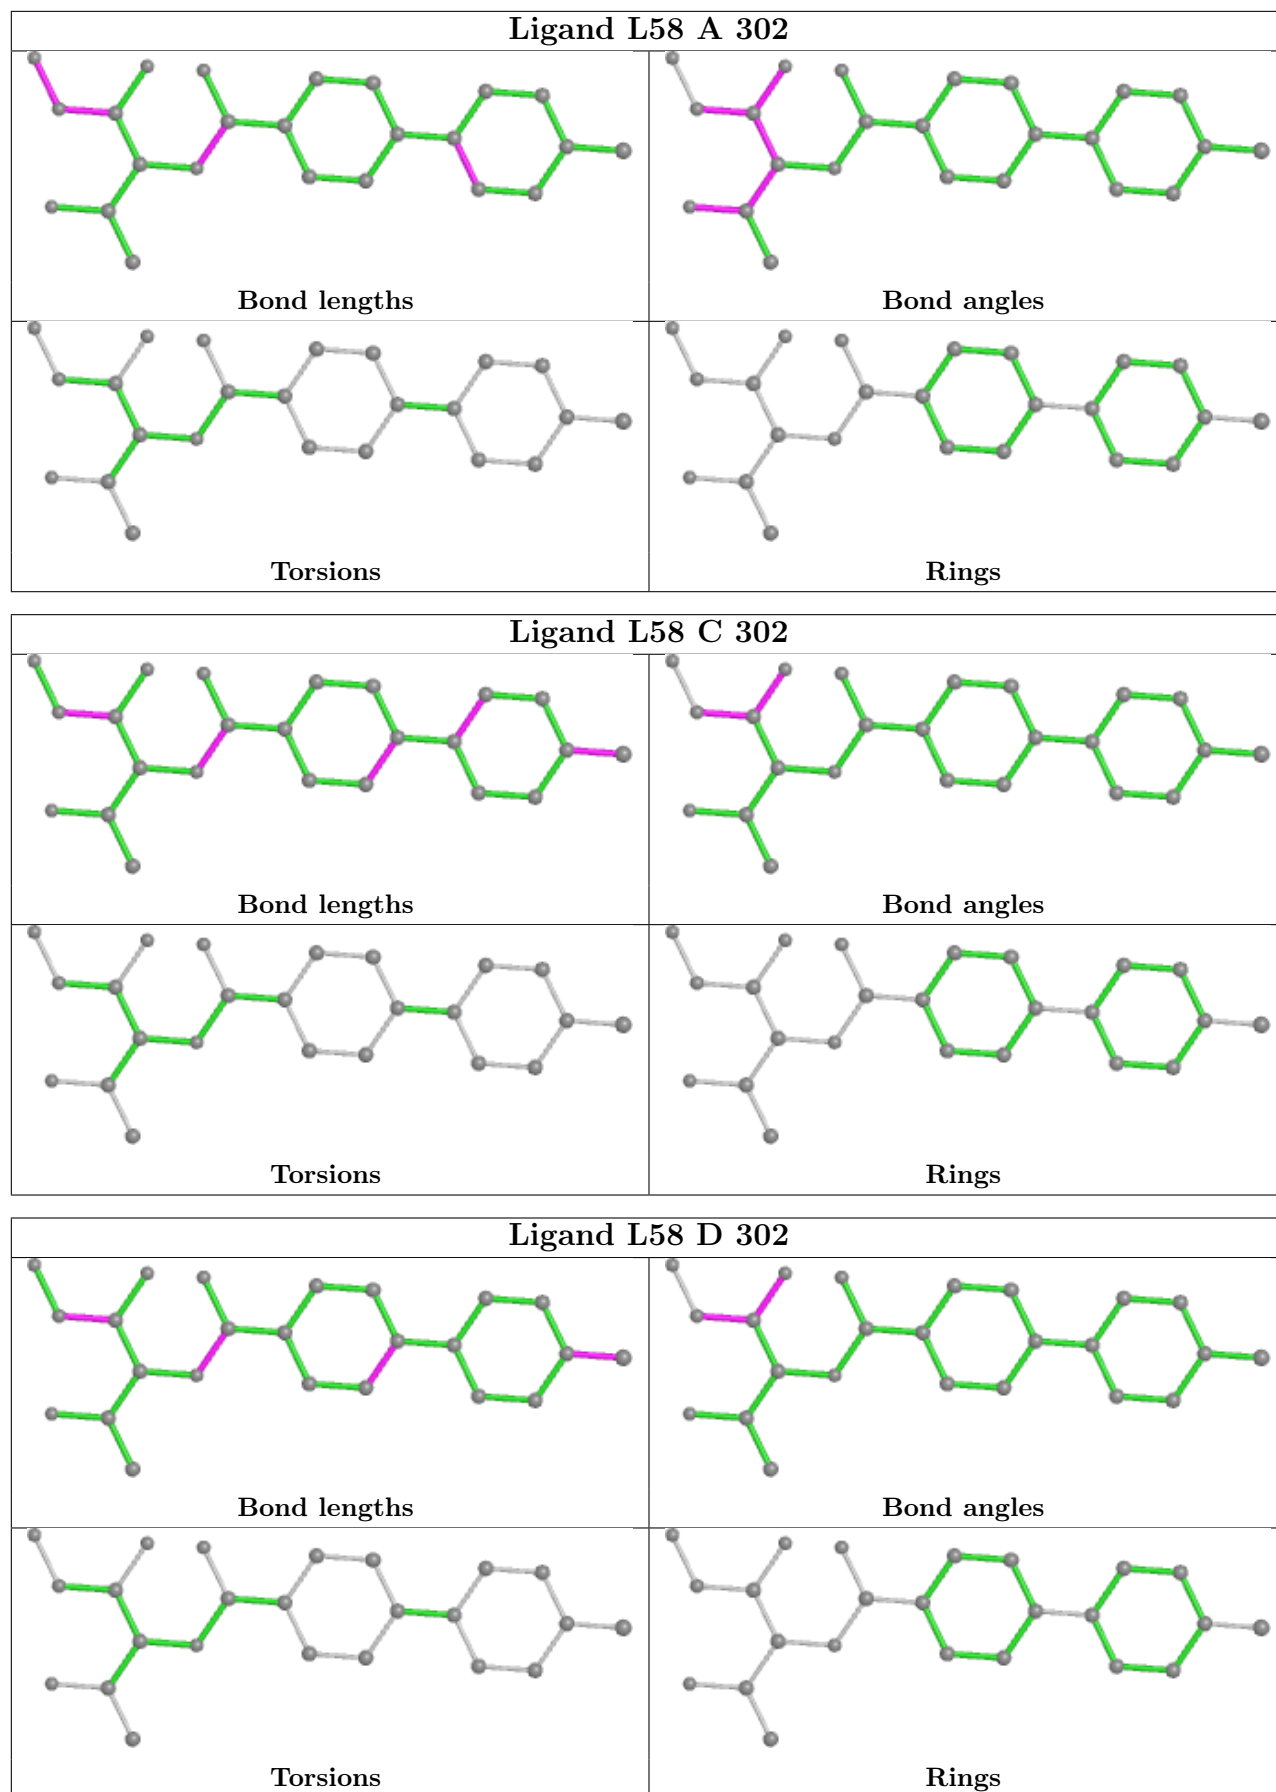 Ligand L58 A 302
Bond lengths
Bond angles
Torsions
Rings
Ligand L58 C 302
Bond lengths
Bond angles
Torsions
Rings
Ligand L58 D 302
Bond lengths
Bond angles
Torsions
Rings